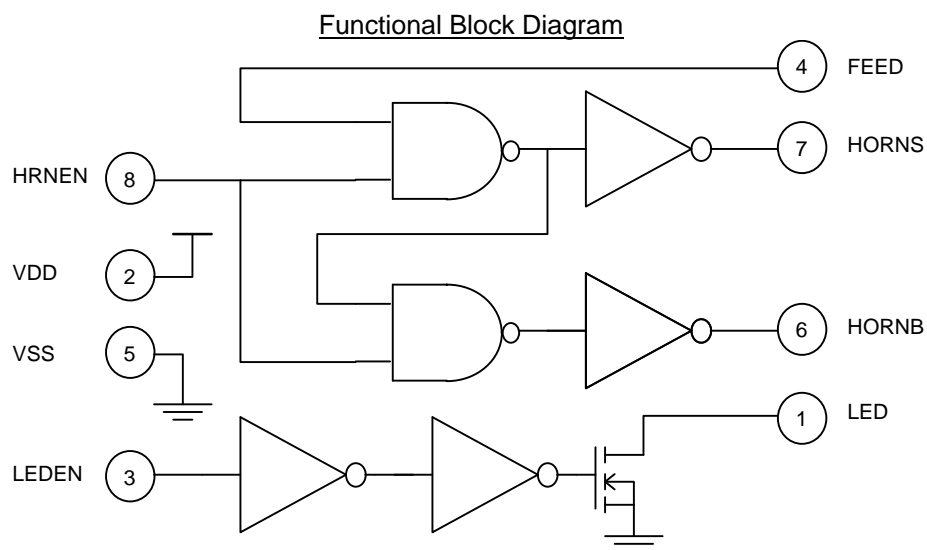 Functional Block Diagram
4 FEED
7 HORNS
HRNEN 8
VDD 2
6 HORNB
VSS 5
1 LED
LEDEN 3